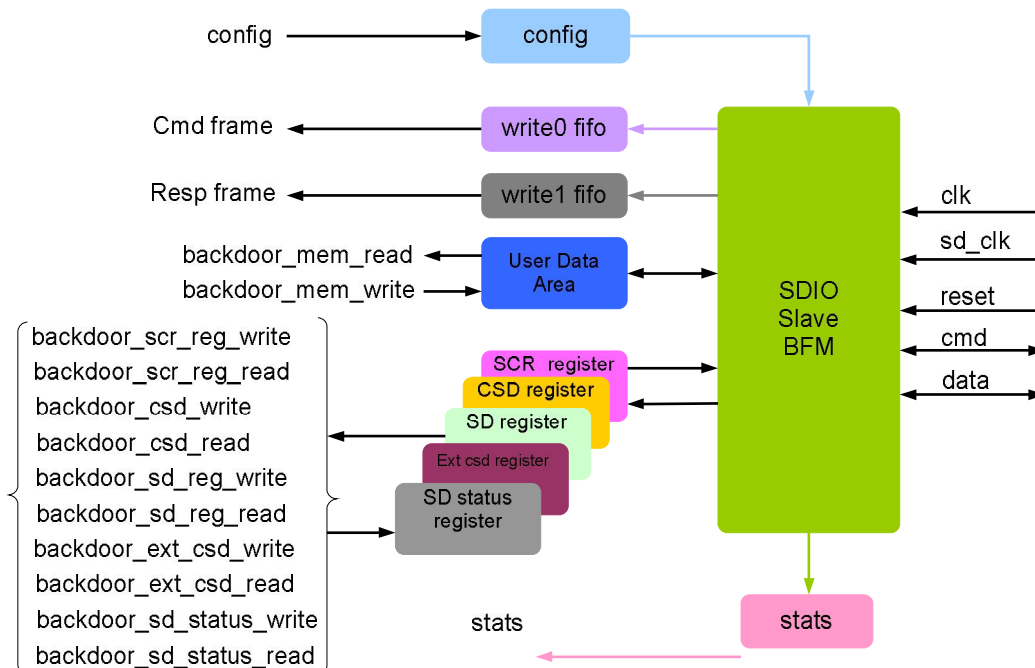 config
config
Cmd frame
write0 fifo
Resp frame
write1 fifo
backdoor_mem_read
backdoor_mem_write
User Data
Area
SDIO
Slave
BFM
clk
sd_clk
reset
cmd
data
backdoor_scr_reg_write
backdoor_scr_reg_read
backdoor_csd_write
backdoor_csd_read
backdoor_sd_reg_write
backdoor_sd_reg_read
backdoor_ext_csd_write
backdoor_ext_csd_read
backdoor_sd_status_write
backdoor_sd_status_read
SCR register
CSD register
SD register
Ext csd register
SD status
register
stats
stats